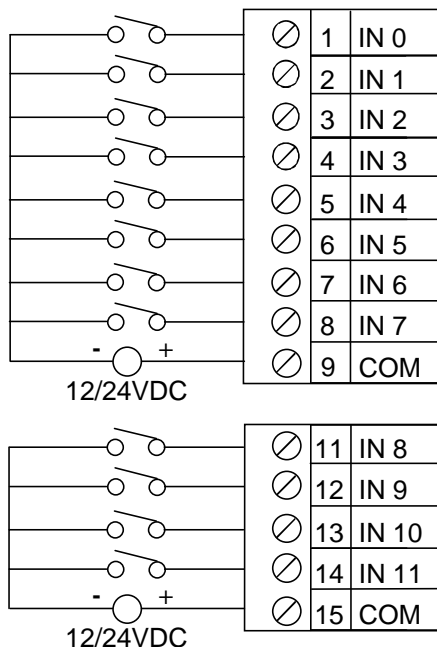 1 IN 0
2 IN 1
3 IN 2
4 IN 3
5 IN 4
6 IN 5
7 IN 6
8 IN 7
- + 9 COM
12/24VDC
11 IN 8
12 IN 9
13 IN 10
14 IN 11
- + 15 COM
12/24VDC